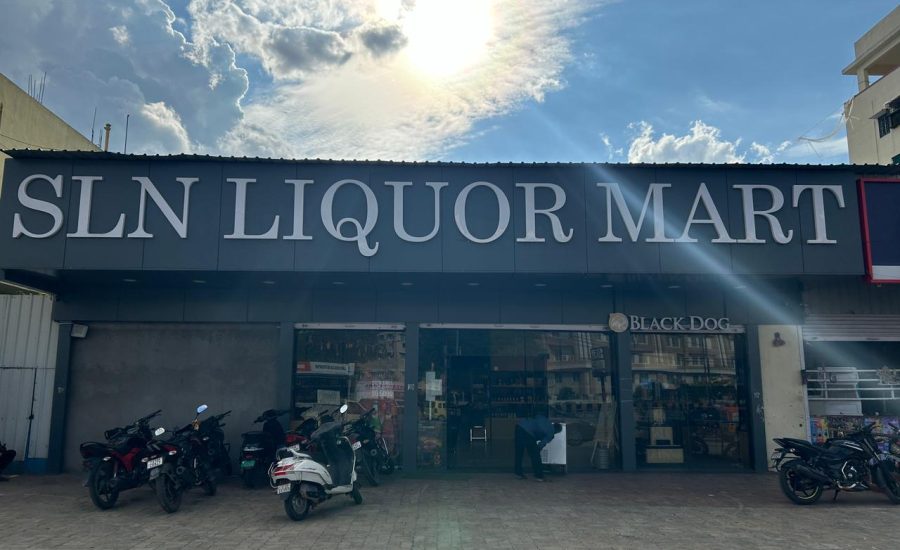 SLN LIQUOR MART
BLACK DOG